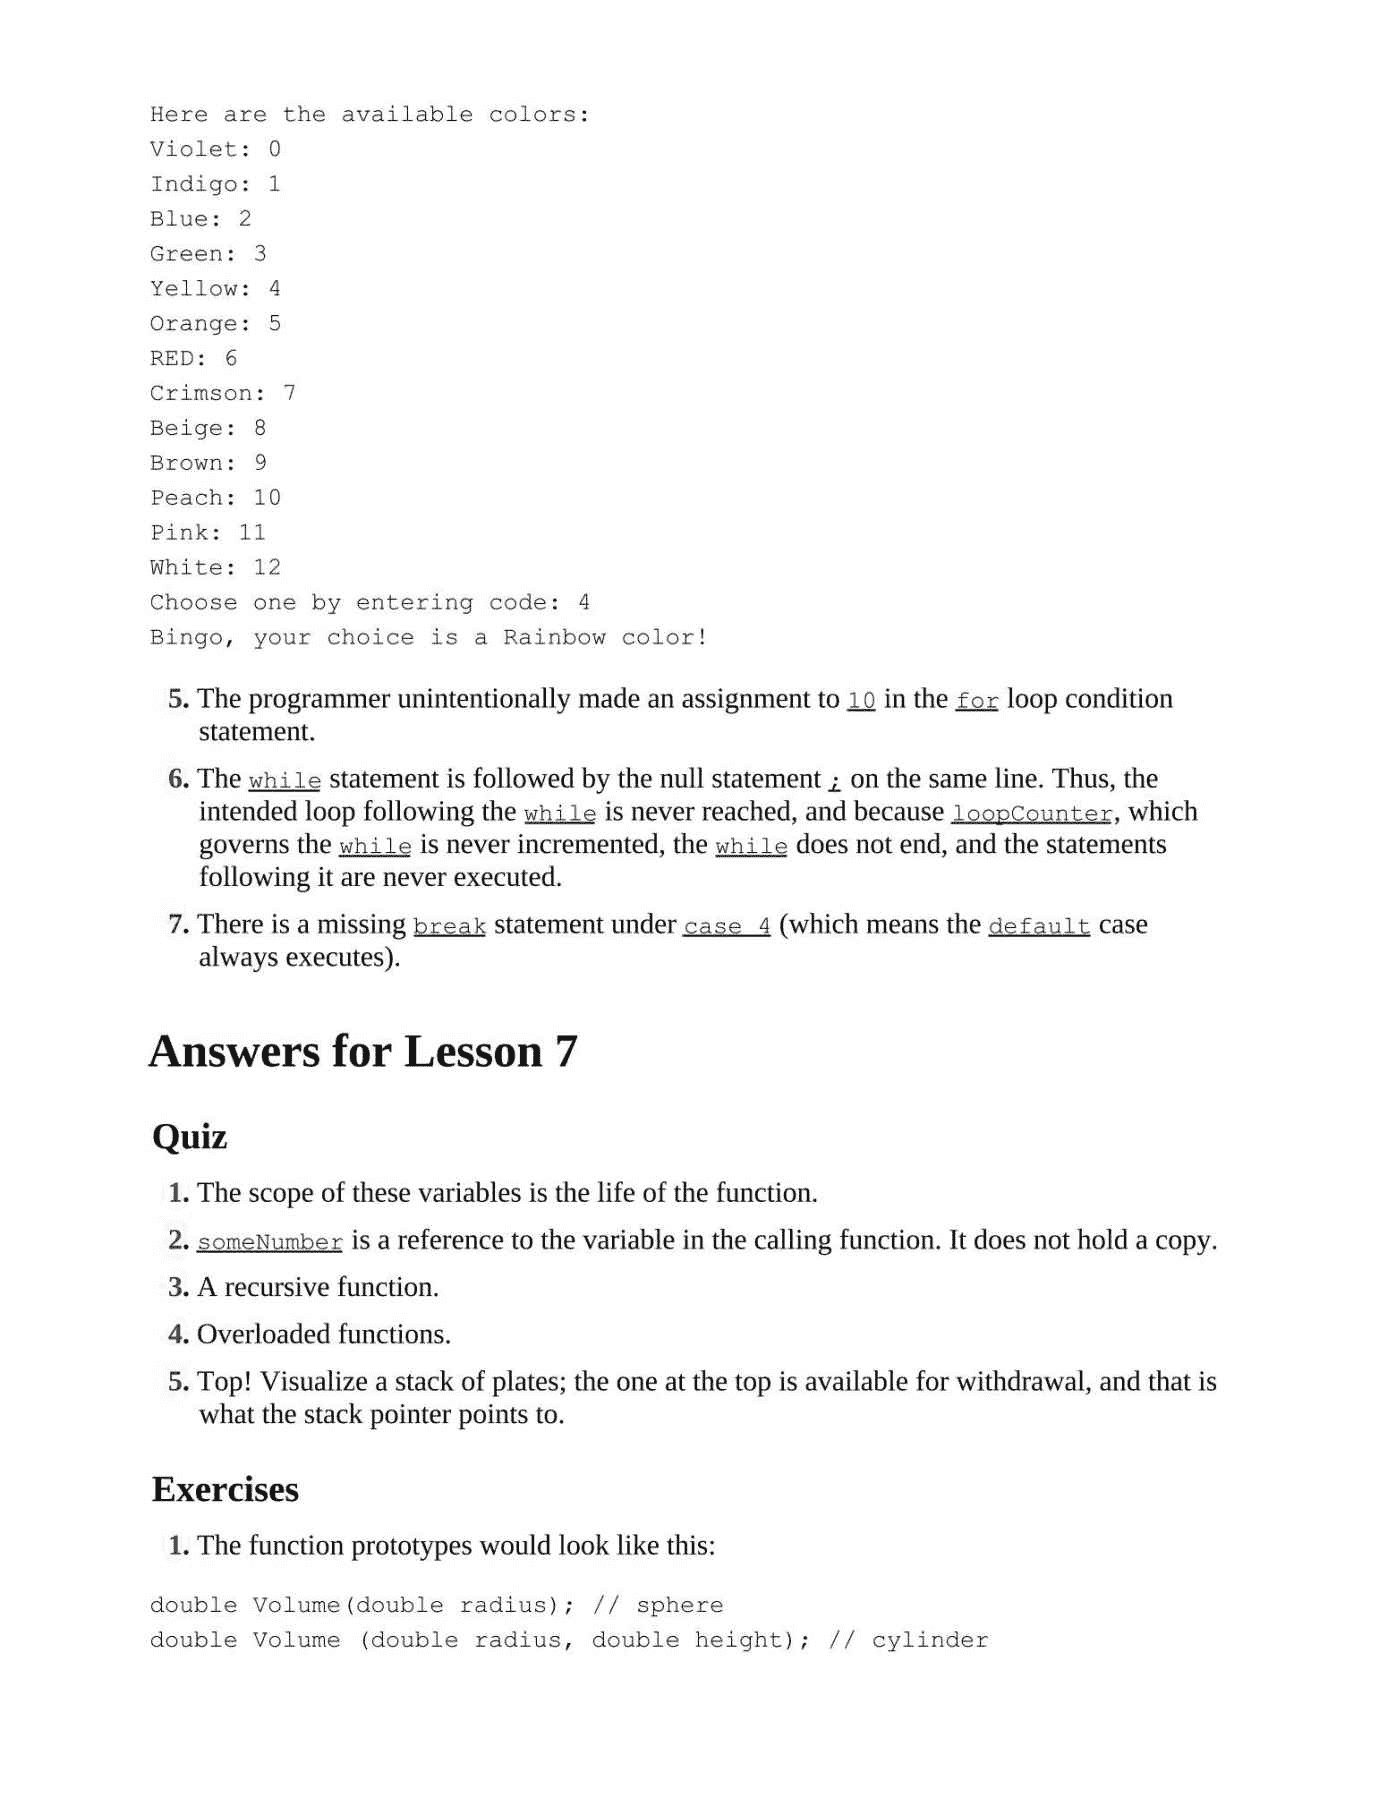 Here are the available colors:
Violet: 0
Indigo: 1
Blue: 2
Green: 3
Yellow: 4
Orange: 5
RED: 6
Crimson: 7
Beige: 8
Brown: 9
Peach: 10
Pink: 11
White: 12
Choose one by entering code: 4
Bingo, your choice is a Rainbow color!
5. The programmer unintentionally made an assignment to 10 in the for loop condition
statement.
6. The while statement is followed by the null statement ; on the same line. Thus, the
intended loop following the while is never reached, and because loopCounter, which
governs the while is never incremented, the while does not end, and the statements
following it are never executed.
7. There is a missing break statement under case 4 (which means the default case
always executes).
Answers for Lesson 7
Quiz
1. The scope of these variables is the life of the function.
2. someNumber is a reference to the variable in the calling function. It does not hold a copy.
3. A recursive function.
4. Overloaded functions.
5. Top! Visualize a stack of plates; the one at the top is available for withdrawal, and that is
what the stack pointer points to.
Exercises
1. The function prototypes would look like this:
double Volume(double radius); // sphere
double Volume (double radius, double height); // cylinder